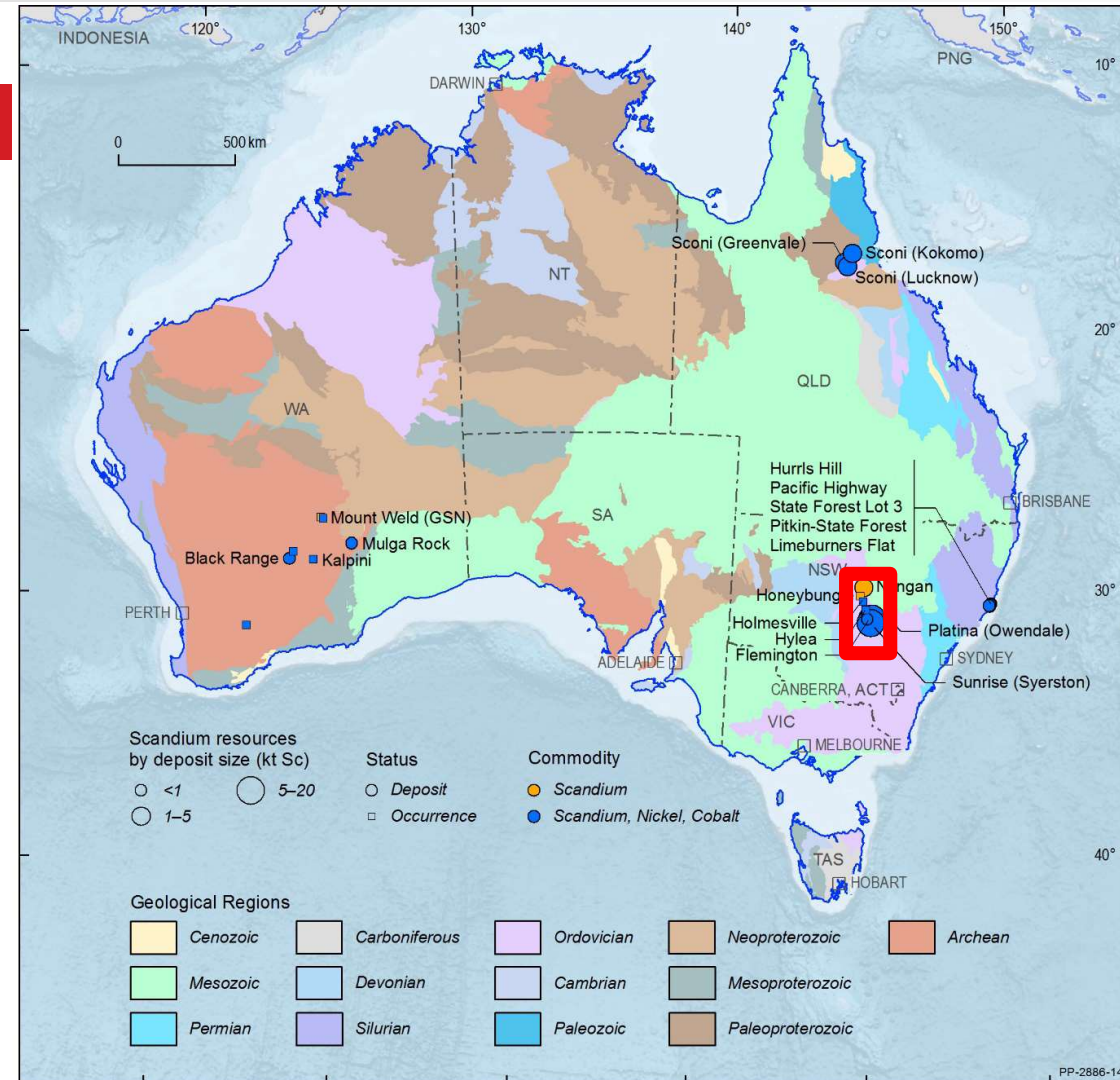 120°
130°
140°
150°
INDONESIA
PNG
10°
DARWIN
0
500 km
Sconi (Greenvale)
Sconi (Kokomo)
Sconi (Lucknow)
NT
20°
QLD
WA
Hurrls Hill
Pacific Highway
State Forest Lot 3
Pitkin-State Forest
Limeburners Flat
BRISBANE
SA
Mount Weld (GSN)
Mulga Rock
Black Range
Kalpini
NSW
30°
PERTH
Holmesville
Platina (Owendale)
Hylea
Flemington
SYDNEY
ADELAIDE
Sunrise (Syerston)
CANBERRA, ACT
VIC
MELBOURNE
Scandium resources
by deposit size (kt Sc)
<1
5–20
1–5
Status
Deposit
Occurrence
Commodity
Scandium
Scandium, Nickel, Cobalt
40°
TAS
HOBART
Geological Regions
Cenozoic
Carboniferous
Ordovician
Neoproterozoic
Archean
Mesozoic
Devonian
Cambrian
Mesoproterozoic
Permian
Silurian
Paleozoic
Paleoproterozoic